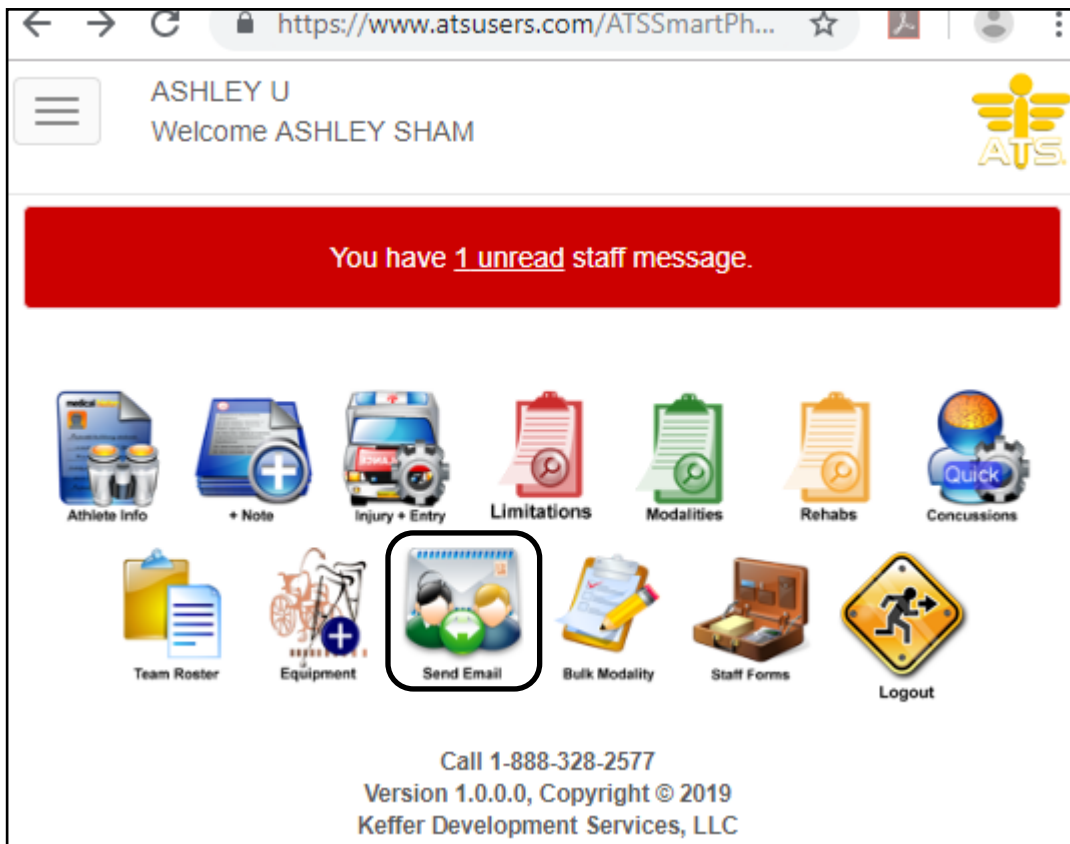 https://www.atsusers.com/ATSSmartPh...
ASHLEY U
Welcome ASHLEY SHAM
ATS
You have 1 unread staff message.
medical
Quick
Athlete Info
+ Note
Injury + Entry
Limitations
Modalities
Rehabs
Concussions
Team Roster
Equipment
Send Email
Bulk Modality
Staff Forms
Logout
Call 1-888-328-2577
Version 1.0.0.0, Copyright © 2019
Keffer Development Services, LLC